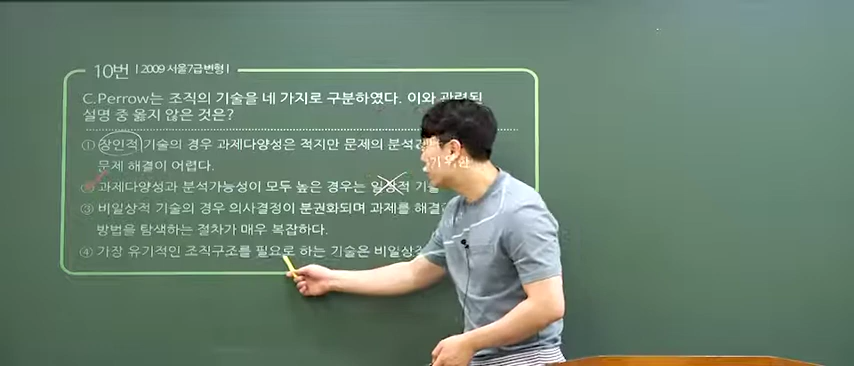 10번 | 2009 서울7급변형 |
C.Perrow는 조직의 기술을 네 가지로 구분하였다. 이와 관련된
설명 중 옳지 않은 것은?
① 장인적 기술의 경우 과제다양성은 적지만 문제의 분석
문제 해결이 어렵다.
② 과제다양성과 분석가능성이 모두 높은 경우는 일상적 기술
③ 비일상적 기술의 경우 의사결정이 분권화되며 과제를 해결
방법을 탐색하는 절차가 매우 복잡하다.
④ 가장 유기적인 조직구조를 필요로 하는 기술은 비일상